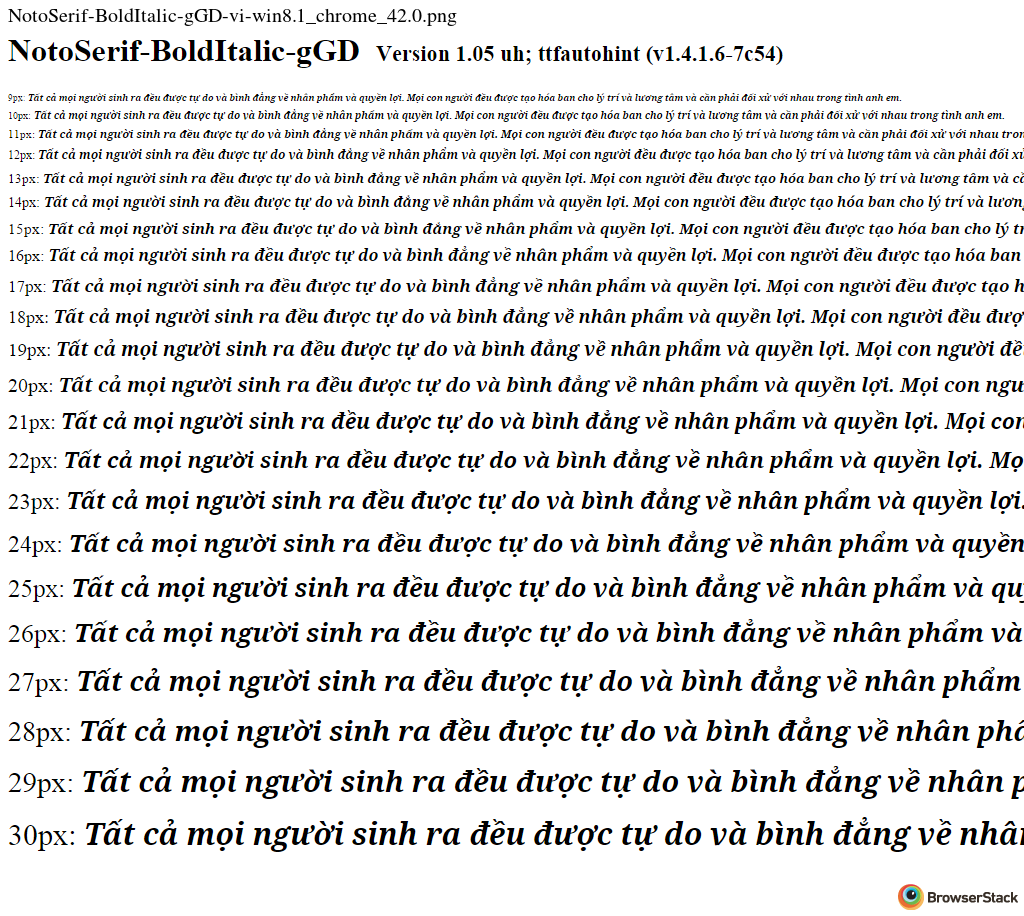 NotoSerif-BoldItalic-gGD-vi-win8.1_chrome_42.0.png
NotoSerif-BoldItalic-gGD Version 1.05 uh; ttfautohint (v1.4.1.6-7c54)
9px: Tất cả mọi người sinh ra đều được tự do và bình đẳng về nhân phẩm và quyền lợi. Mọi con người đều được tạo hóa ban cho lý trí và lương tâm và cần phải đối xử với nhau trong tình anh em.
10px: Tất cả mọi người sinh ra đều được tự do và bình đẳng về nhân phẩm và quyền lợi. Mọi con người đều được tạo hóa ban cho lý trí và lương tâm và cần phải đối xử với nhau trong tình anh em.
11px: Tất cả mọi người sinh ra đều được tự do và bình đẳng về nhân phẩm và quyền lợi. Mọi con người đều được tạo hóa ban cho lý trí và lương tâm và cần phải đối xử với nhau tron
12px: Tất cả mọi người sinh ra đều được tự do và bình đẳng về nhân phẩm và quyền lợi. Mọi con người đều được tạo hóa ban cho lý trí và lương tâm và cần phải đối xử
13px: Tất cả mọi người sinh ra đều được tự do và bình đẳng về nhân phẩm và quyền lợi. Mọi con người đều được tạo hóa ban cho lý trí và lương tâm và cầ
14px: Tất cả mọi người sinh ra đều được tự do và bình đẳng về nhân phẩm và quyền lợi. Mọi con người đều được tạo hóa ban cho lý trí và lương
15px: Tất cả mọi người sinh ra đều được tự do và bình đẳng về nhân phẩm và quyền lợi. Mọi con người đều được tạo hóa ban cho lý tr
16px: Tất cả mọi người sinh ra đều được tự do và bình đẳng về nhân phẩm và quyền lợi. Mọi con người đều được tạo hóa ban
17px: Tất cả mọi người sinh ra đều được tự do và bình đẳng về nhân phẩm và quyền lợi. Mọi con người đều được tạo h
18px: Tất cả mọi người sinh ra đều được tự do và bình đẳng về nhân phẩm và quyền lợi. Mọi con người đều đượ
19px: Tất cả mọi người sinh ra đều được tự do và bình đẳng về nhân phẩm và quyền lợi. Mọi con người đề
20px: Tất cả mọi người sinh ra đều được tự do và bình đẳng về nhân phẩm và quyền lợi. Mọi con ngư
21px: Tất cả mọi người sinh ra đều được tự do và bình đẳng về nhân phẩm và quyền lợi. Mọi con
22px: Tất cả mọi người sinh ra đều được tự do và bình đẳng về nhân phẩm và quyền lợi. Mọ
23px: Tất cả mọi người sinh ra đều được tự do và bình đẳng về nhân phẩm và quyền lợi.
24px: Tất cả mọi người sinh ra đều được tự do và bình đẳng về nhân phẩm và quyền
25px: Tất cả mọi người sinh ra đều được tự do và bình đẳng về nhân phẩm và quy
26px: Tất cả mọi người sinh ra đều được tự do và bình đẳng về nhân phẩm và
27px: Tất cả mọi người sinh ra đều được tự do và bình đẳng về nhân phẩm
28px: Tất cả mọi người sinh ra đều được tự do và bình đẳng về nhân phẩ
29px: Tất cả mọi người sinh ra đều được tự do và bình đẳng về nhân p
30px: Tất cả mọi người sinh ra đều được tự do và bình đẳng về nhân
BrowserStack